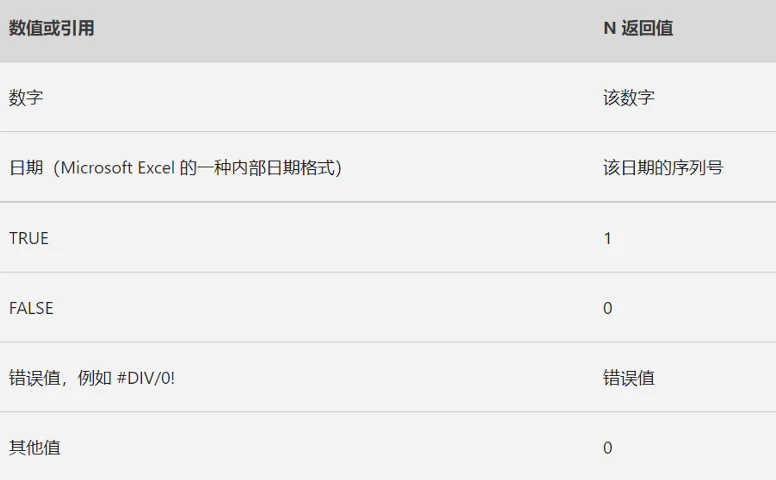 数值或引用 N 返回值
数字 该数字
日期（Microsoft Excel 的一种内部日期格式） 该日期的序列号
TRUE 1
FALSE 0
错误值，例如 #DIV/0! 错误值
其他值 0